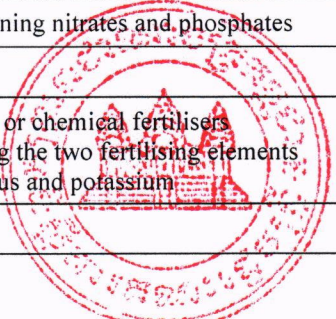 ning nitrates and phosphates
or chemical fertilisers
g the two fertilising elements
us and potassium